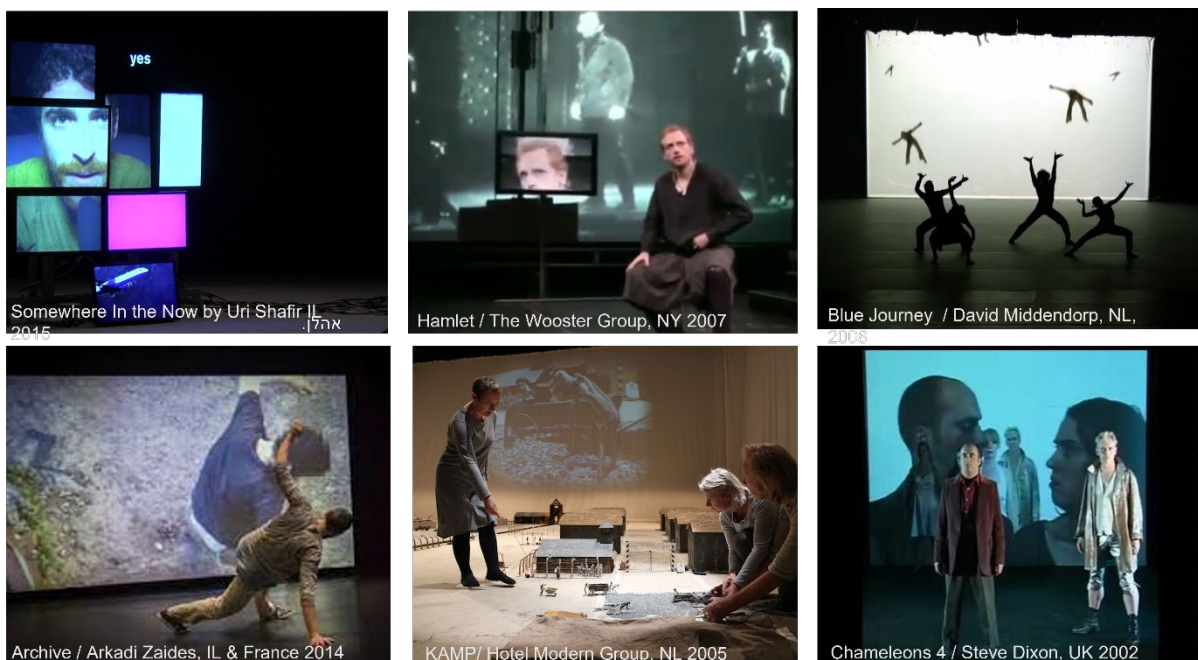 yes
Somewhere In the Now by Uri Shafir IL
2015
אהלן.
Hamlet / The Wooster Group, NY 2007
Blue Journey / David Middendorp, NL,
2008
Archive / Arkadi Zaides, IL & France 2014
KAMP/ Hotel Modern Group, NL 2005
Chameleons 4 / Steve Dixon, UK 2002